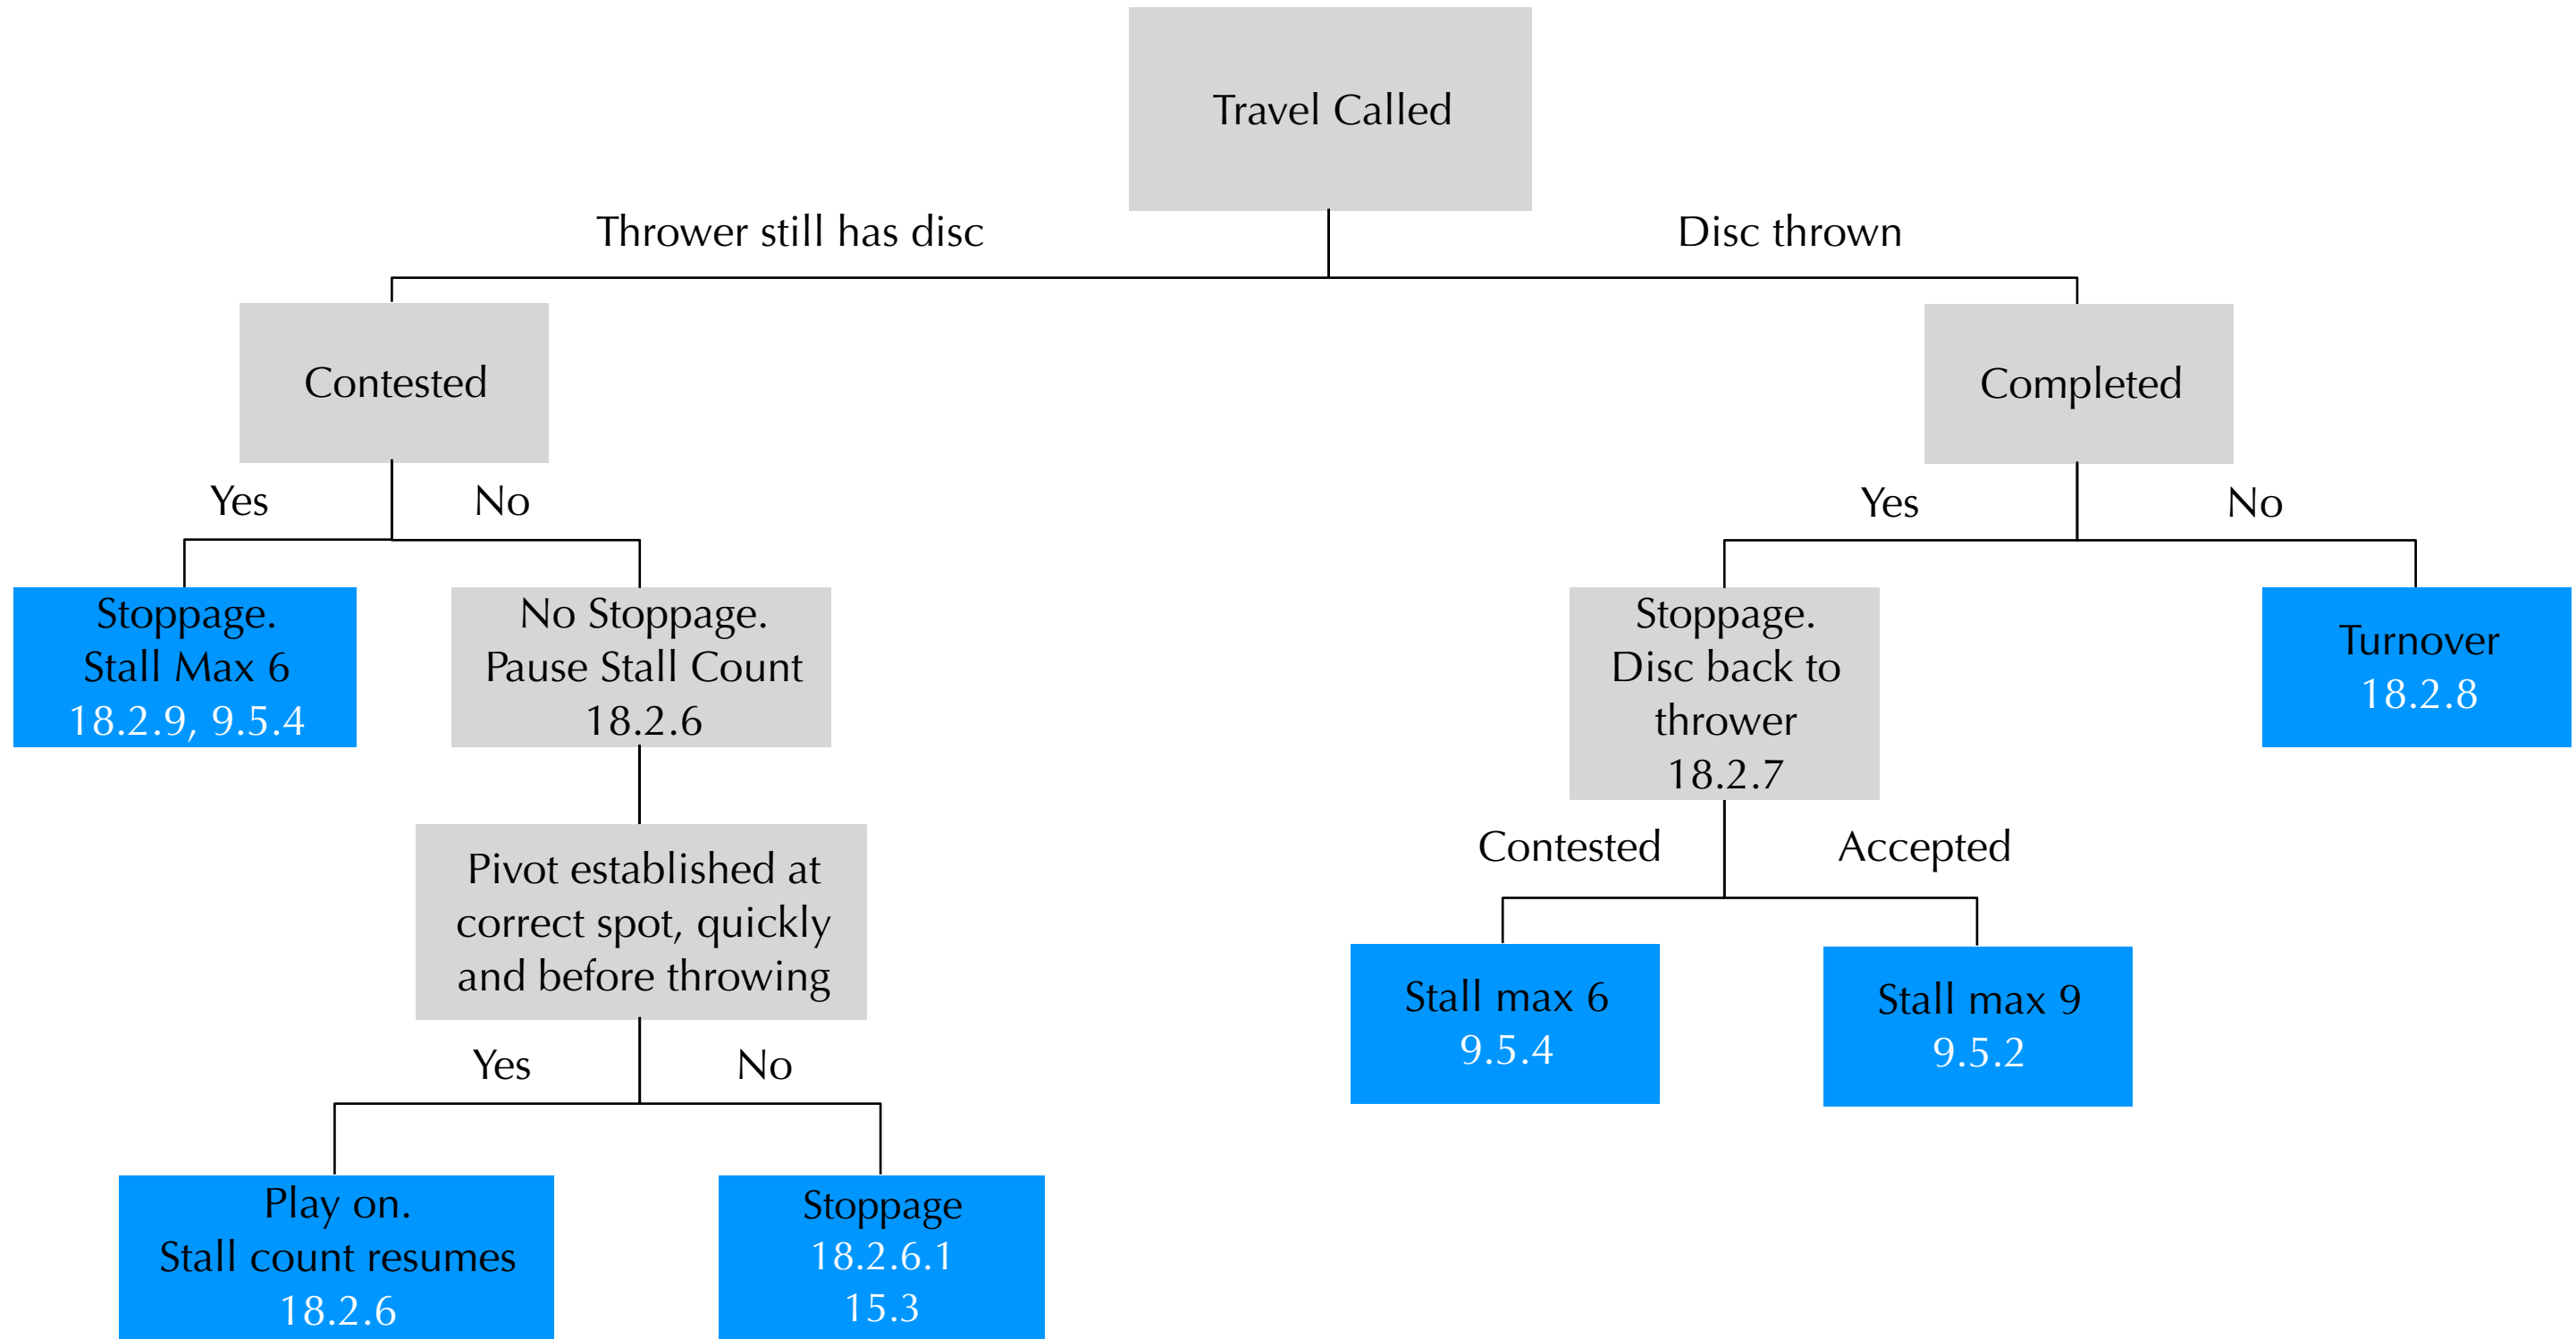 Travel Called
Thrower still has disc
Disc thrown
Contested
Completed
Yes
No
Yes
No
Stoppage.
Stall Max 6
18.2.9, 9.5.4
No Stoppage.
Pause Stall Count
18.2.6
Stoppage.
Disc back to
thrower
18.2.7
Turnover
18.2.8
Pivot established at
correct spot, quickly
and before throwing
Contested
Accepted
Stall max 6
9.5.4
Stall max 9
9.5.2
Yes
No
Play on.
Stall count resumes
18.2.6
Stoppage
18.2.6.1
15.3